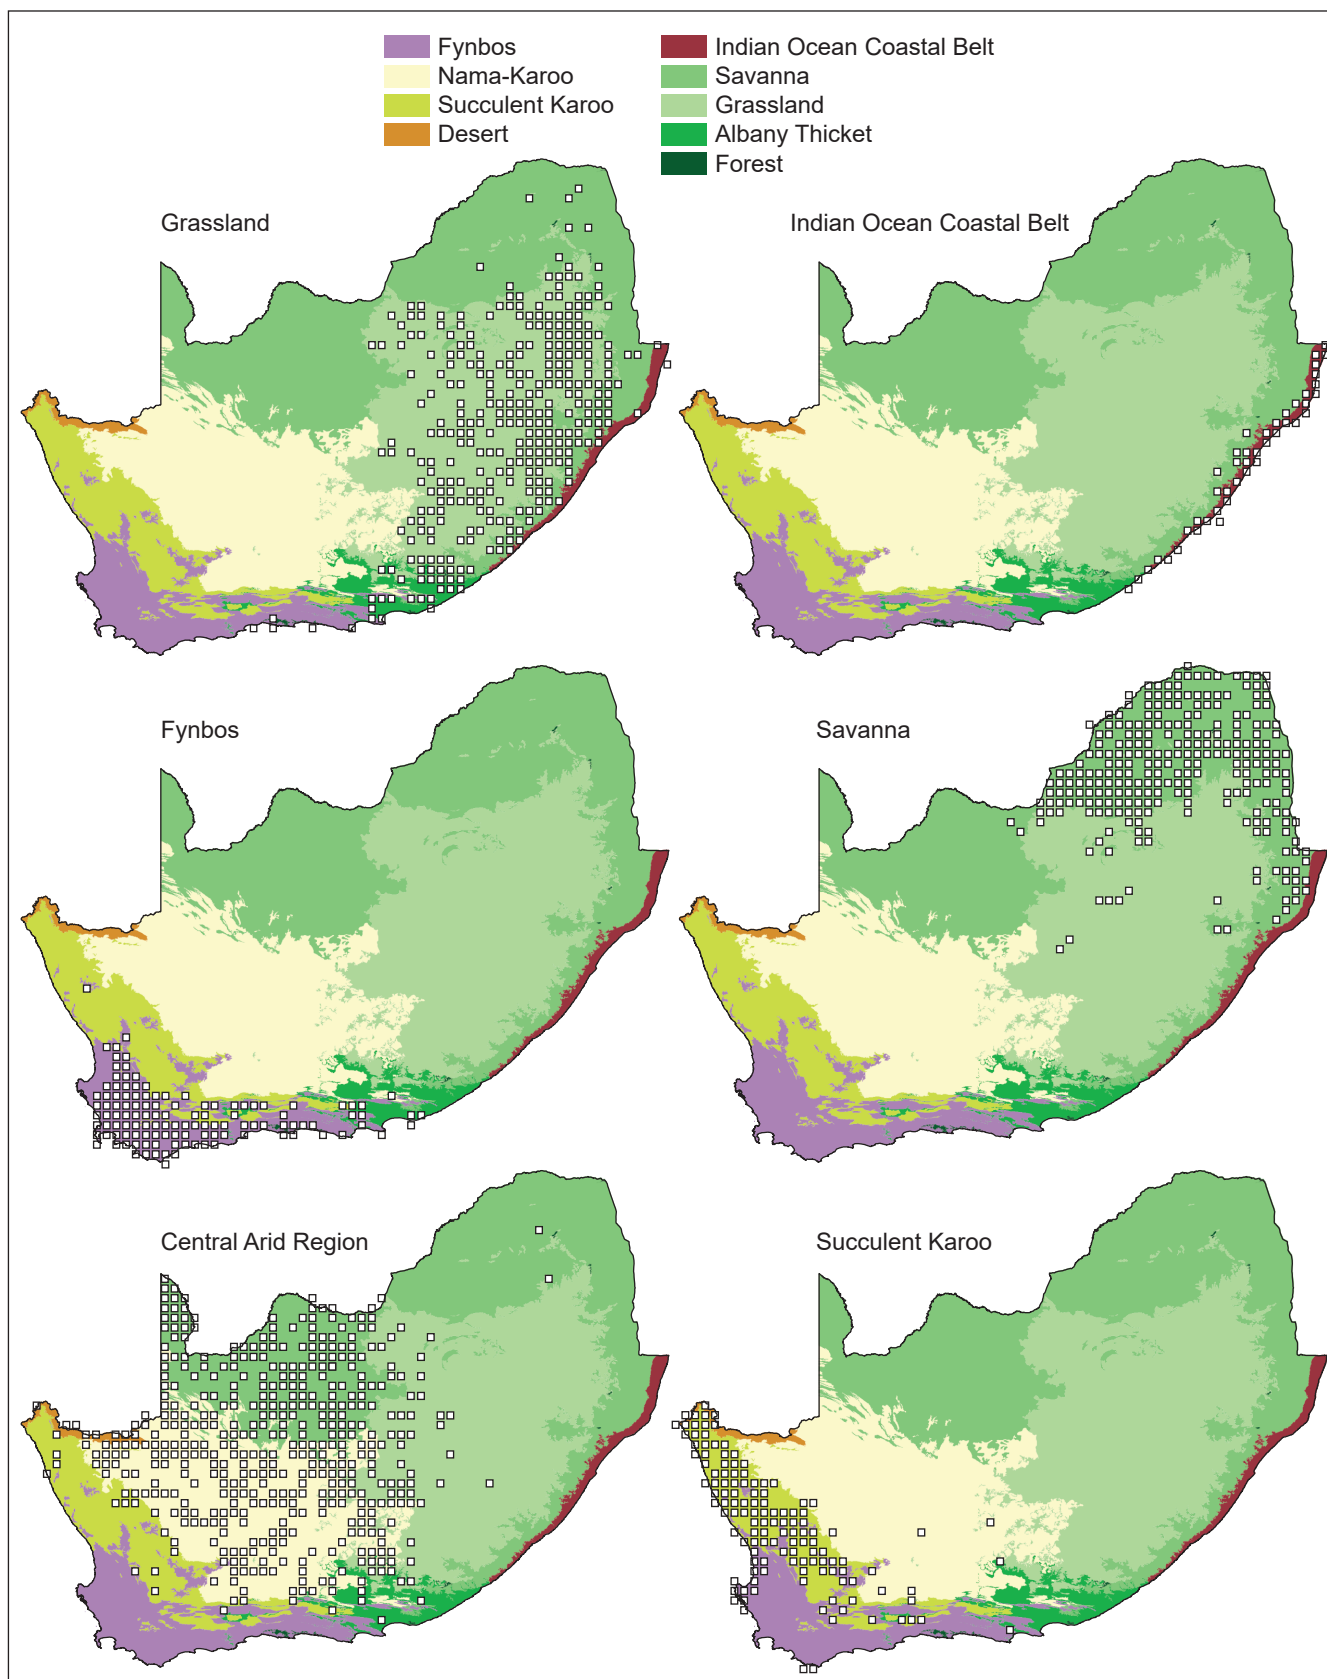 Fynbos
Nama-Karoo
Succulent Karoo
Desert
Indian Ocean Coastal Belt
Savanna
Grassland
Albany Thicket
Forest
Grassland
Indian Ocean Coastal Belt
Fynbos
Savanna
Central Arid Region
Succulent Karoo